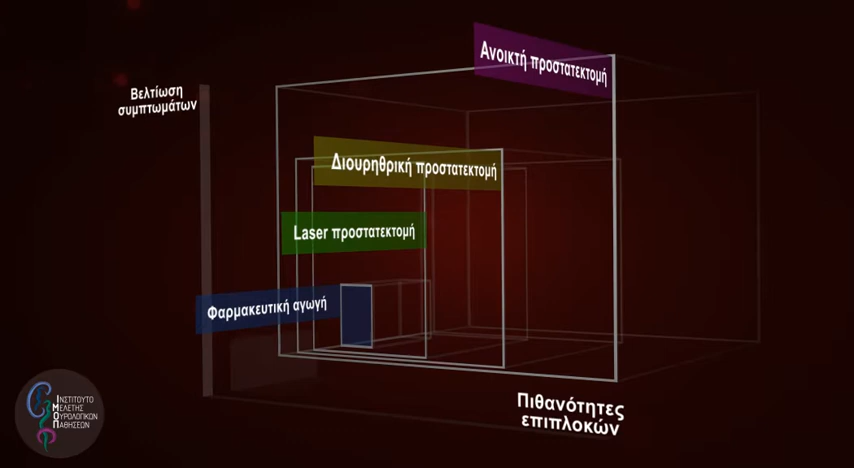 Ανοικτή προστατεκτομή
Βελτίωση
συμπτωμάτων
Διουρηθρική προστατεκτομή
Laser προστατεκτομή
Φαρμακευτική αγωγή
Πιθανότητες
επιπλοκών
ΙΝΣΤΙΤΟΥΤΟ
ΜΕΛΕΤΗΣ
ΟΥΡΟΛΟΓΙΚΩΝ
ΠΑΘΗΣΕΩΝ